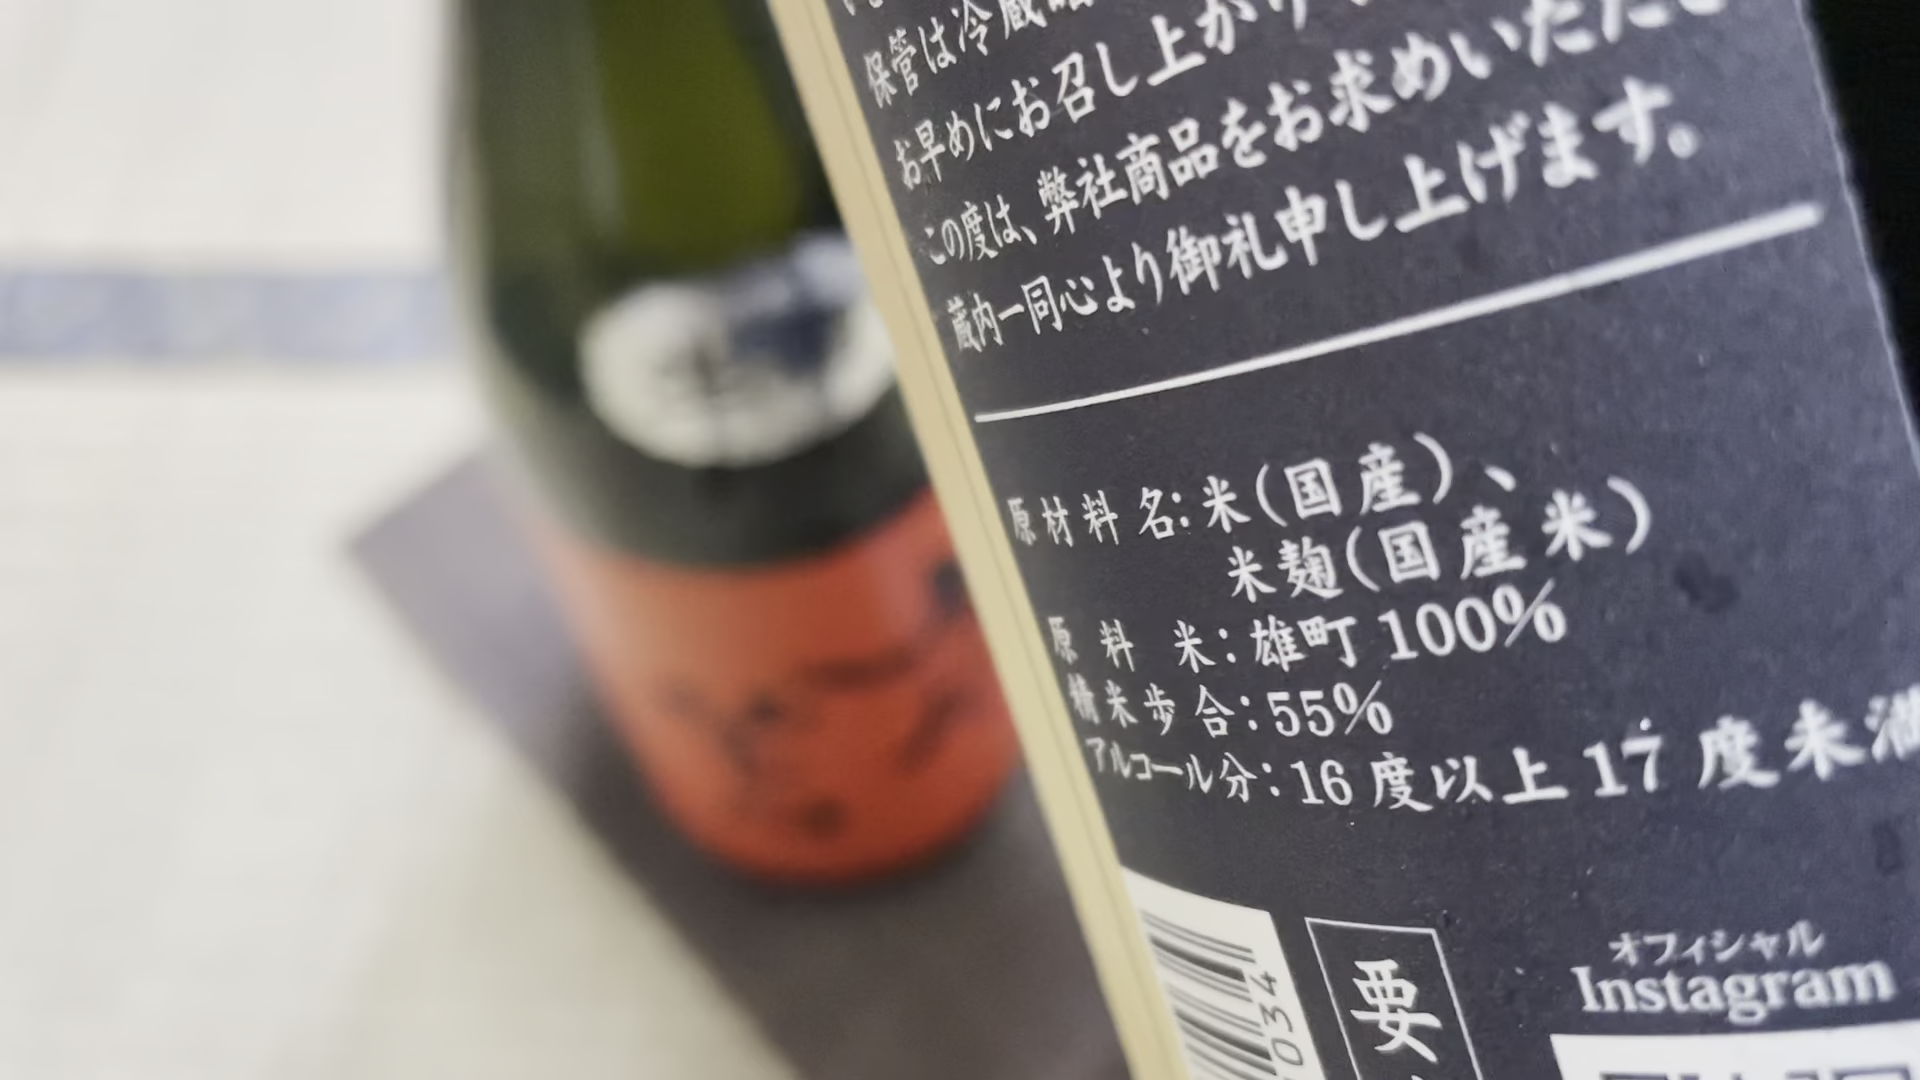 保管は冷蔵
お早めにお召し上がり
この度は、弊社商品をお求めいただき
蔵内一同心より御礼申し上げます。
原材料名:米(国産)、
米麹(国産米)
原料米:雄町100%
精米歩合:55%
アルコール分:16度以上17度未満
オフィシャル
Instagram
要
034